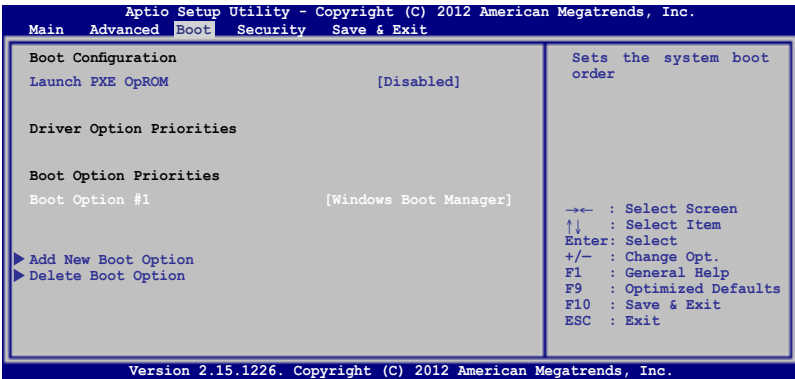 Aptio Setup Utility - Copyright (C) 2012 American Megatrends, Inc.
Main Advanced Boot Security Save & Exit
Boot Configuration
Launch PXE OpROM [Disabled]
Driver Option Priorities
Boot Option Priorities
Boot Option #1 [Windows Boot Manager]
Add New Boot Option
Delete Boot Option
Sets the system boot
order
→← : Select Screen
↑↓ : Select Item
Enter: Select
+/— : Change Opt.
F1 : General Help
F9 : Optimized Defaults
F10 : Save & Exit
ESC : Exit
Version 2.15.1226. Copyright (C) 2012 American Megatrends, Inc.